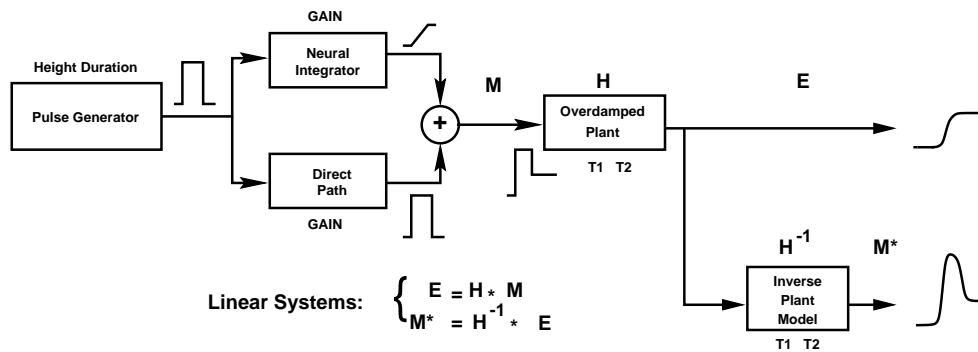 GAIN
Neural
Integrator
Height Duration
Pulse Generator
+
Direct
Path
GAIN
M
H
Overdamped
Plant
T1 T2
E
H-1
M*
Inverse
Plant
Model
T1 T2
Linear Systems: { E = H * M
M* = H-1 * E